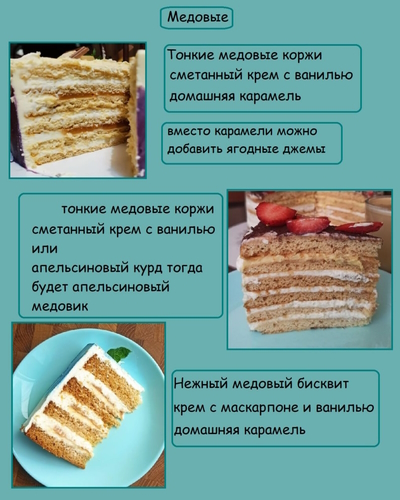 Медовые
Тонкие медовые коржи
сметанный крем с ванилью
домашняя карамель
вместо карамели можно
добавить ягодные джемы
тонкие медовые коржи
сметанный крем с ванилью
или
апельсиновый курд тогда
будет апельсиновый
медовик
Нежный медовый бисквит
крем с маскарпоне и ванилью
домашняя карамель